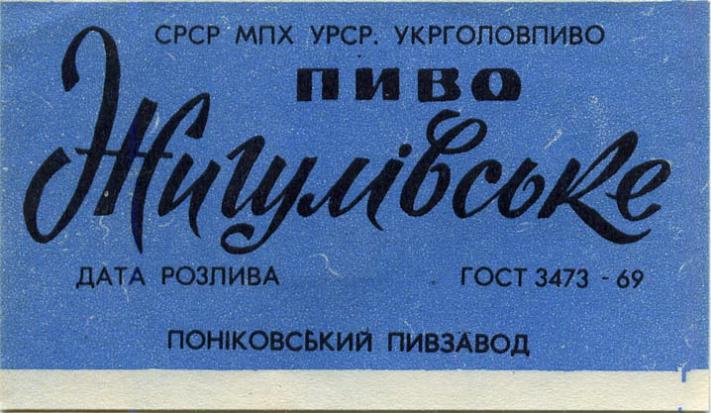 СРСР МПХ УРСР. УКРГОЛОВПИВО
ПИВО
Жигулівське
ДАТА РОЗЛИВА ГОСТ 3473 - 69
ПОНІКОВСЬКИЙ ПИВЗАВОД